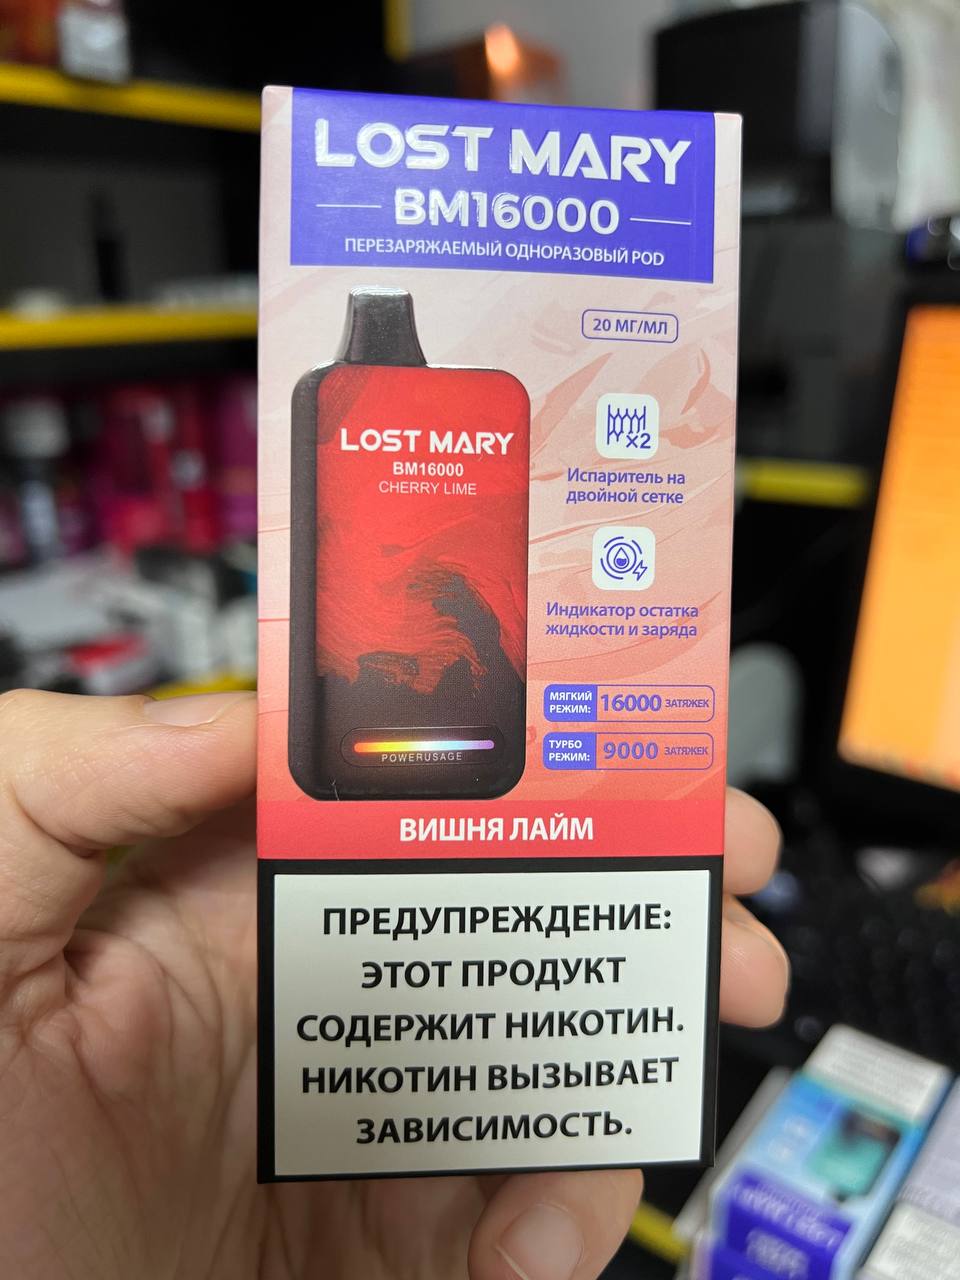 LOST MARY
BM16000
ПЕРЕЗАРЯЖАЕМЫЙ ОДНОРАЗОВЫЙ POD
20 МГ/МЛ
LOST MARY
BM16000
CHERRY LIME
x2
Испаритель на
двойной сетке
Индикатор остатка
жидкости и заряда
МЯГКИЙ
РЕЖИМ:
16000 ЗАТЯЖЕК
ТУРБО
РЕЖИМ:
9000 ЗАТЯЖЕК
POWERUSAGE
ВИШНЯ ЛАЙМ
ПРЕДУПРЕЖДЕНИЕ:
ЭТОТ ПРОДУКТ
СОДЕРЖИТ НИКОТИН.
НИКОТИН ВЫЗЫВАЕТ
ЗАВИСИМОСТЬ.